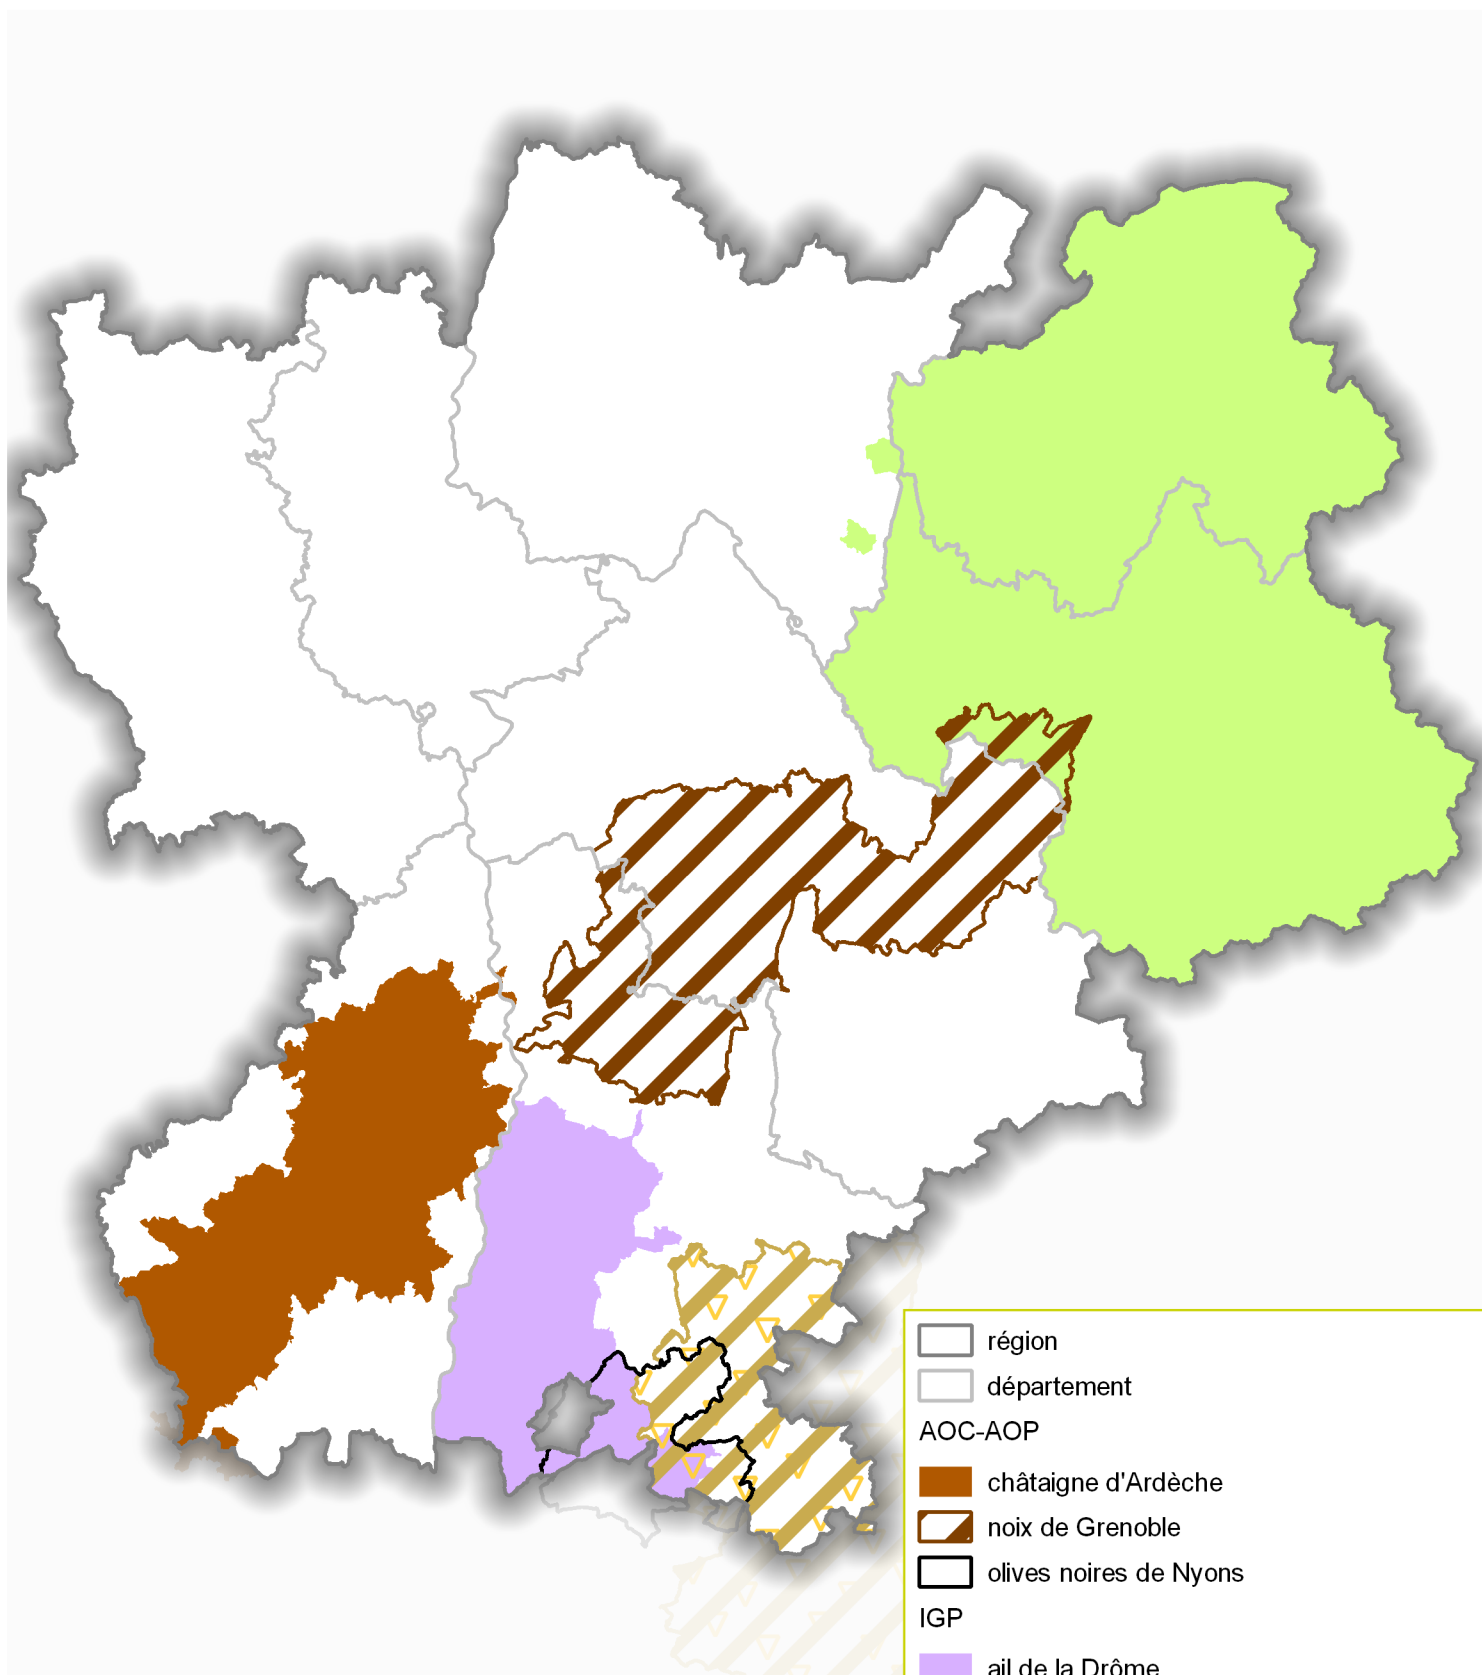 région
département
AOC-AOP
châtaigne d'Ardèche
noix de Grenoble
olives noires de Nyons
IGP
ail de la Drôme